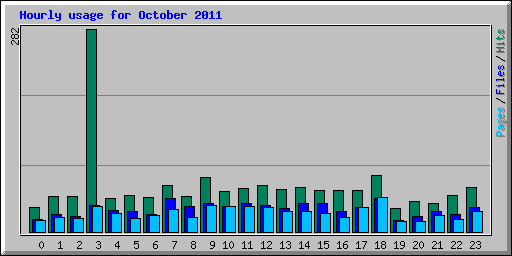 Hourly usage for October 2011
282
Pages / Files / Hits
0 1 2 3 4 5 6 7 8 9 10 11 12 13 14 15 16 17 18 19 20 21 22 23